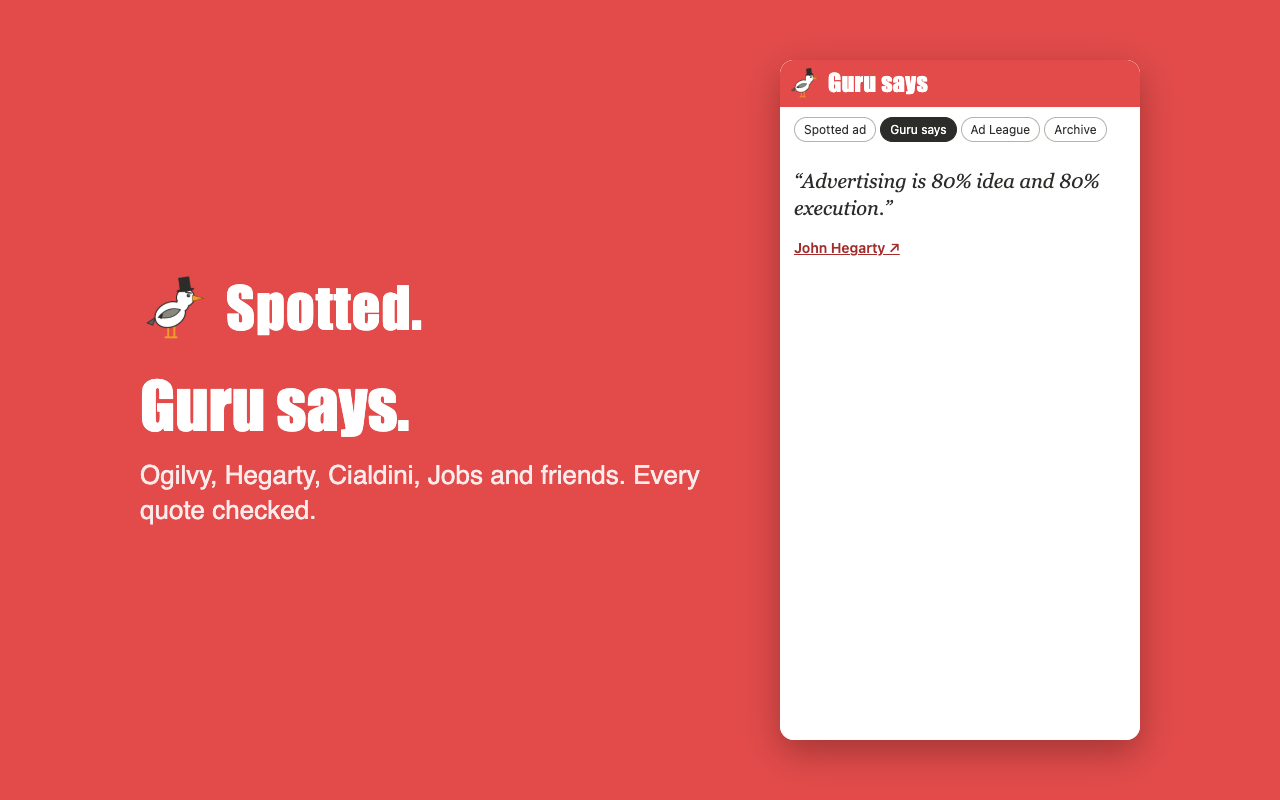 Spotted.
Guru says.
Ogilvy, Hegarty, Cialdini, Jobs and friends. Every
quote checked.
Guru says
Spotted ad
Guru says
Ad League
Archive
“Advertising is 80% idea and 80%
execution.”
John Hegarty ↗